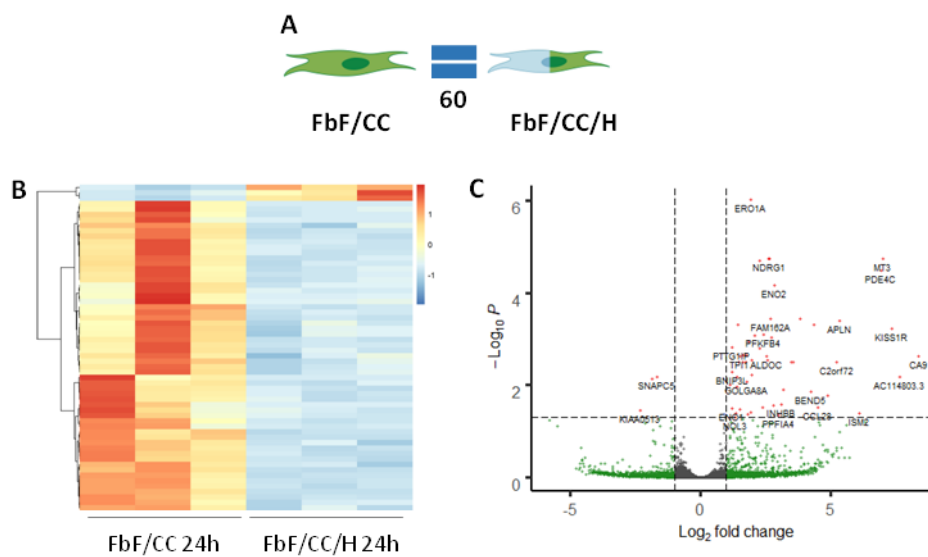 A
60
FbF/CC
FbF/CC/H
B
1
0
-1
FbF/CC 24h
FbF/CC/H 24h
C
6
4
2
0
−Log10 P
ERO1A
NDRG1
MT3
PDE4C
ENO2
FAM162A
APLN
KISS1R
PFKFB4
PTTG1IP
TPI1 ALDOC
C2orf72
CA9
AC114803.3
SNAPC5
BNIP3L
GOLGA8A
BEND5
KIAA0513
ENO1
INHBB
CCL28
ISM2
NOL3
PPFIA4
-5
0
5
Log2 fold change